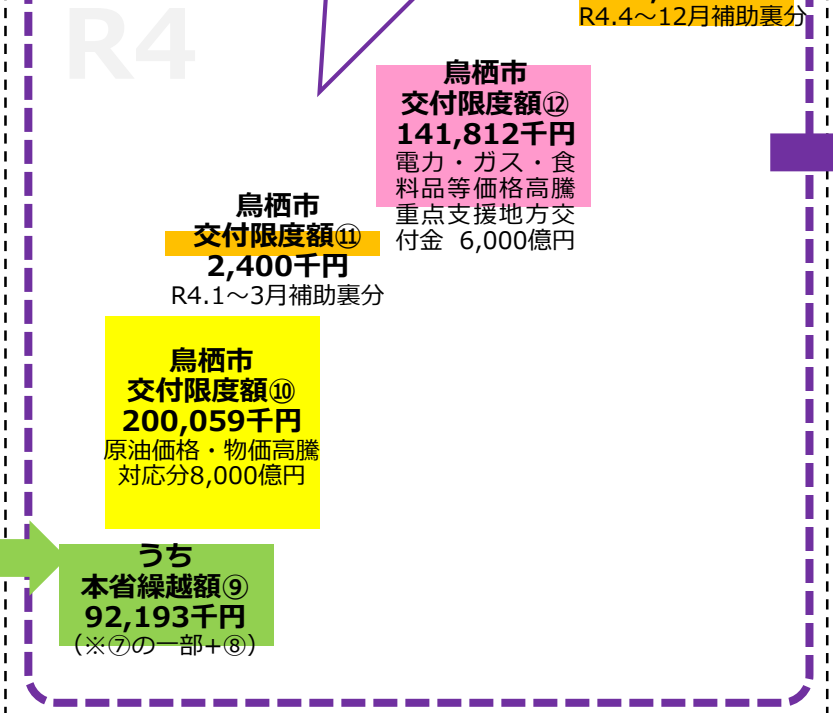 R4
R4.4～12月補助裏分
鳥栖市
交付限度額⑫
141,812千円
電力・ガス・食
料品等価格高騰
重点支援地方交
付金 6,000億円
鳥栖市
交付限度額⑪
2,400千円
R4.1～3月補助裏分
鳥栖市
交付限度額⑩
200,059千円
原油価格・物価高騰
対応分8,000億円
うち
本省繰越額⑨
92,193千円
（※⑦の一部+⑧）